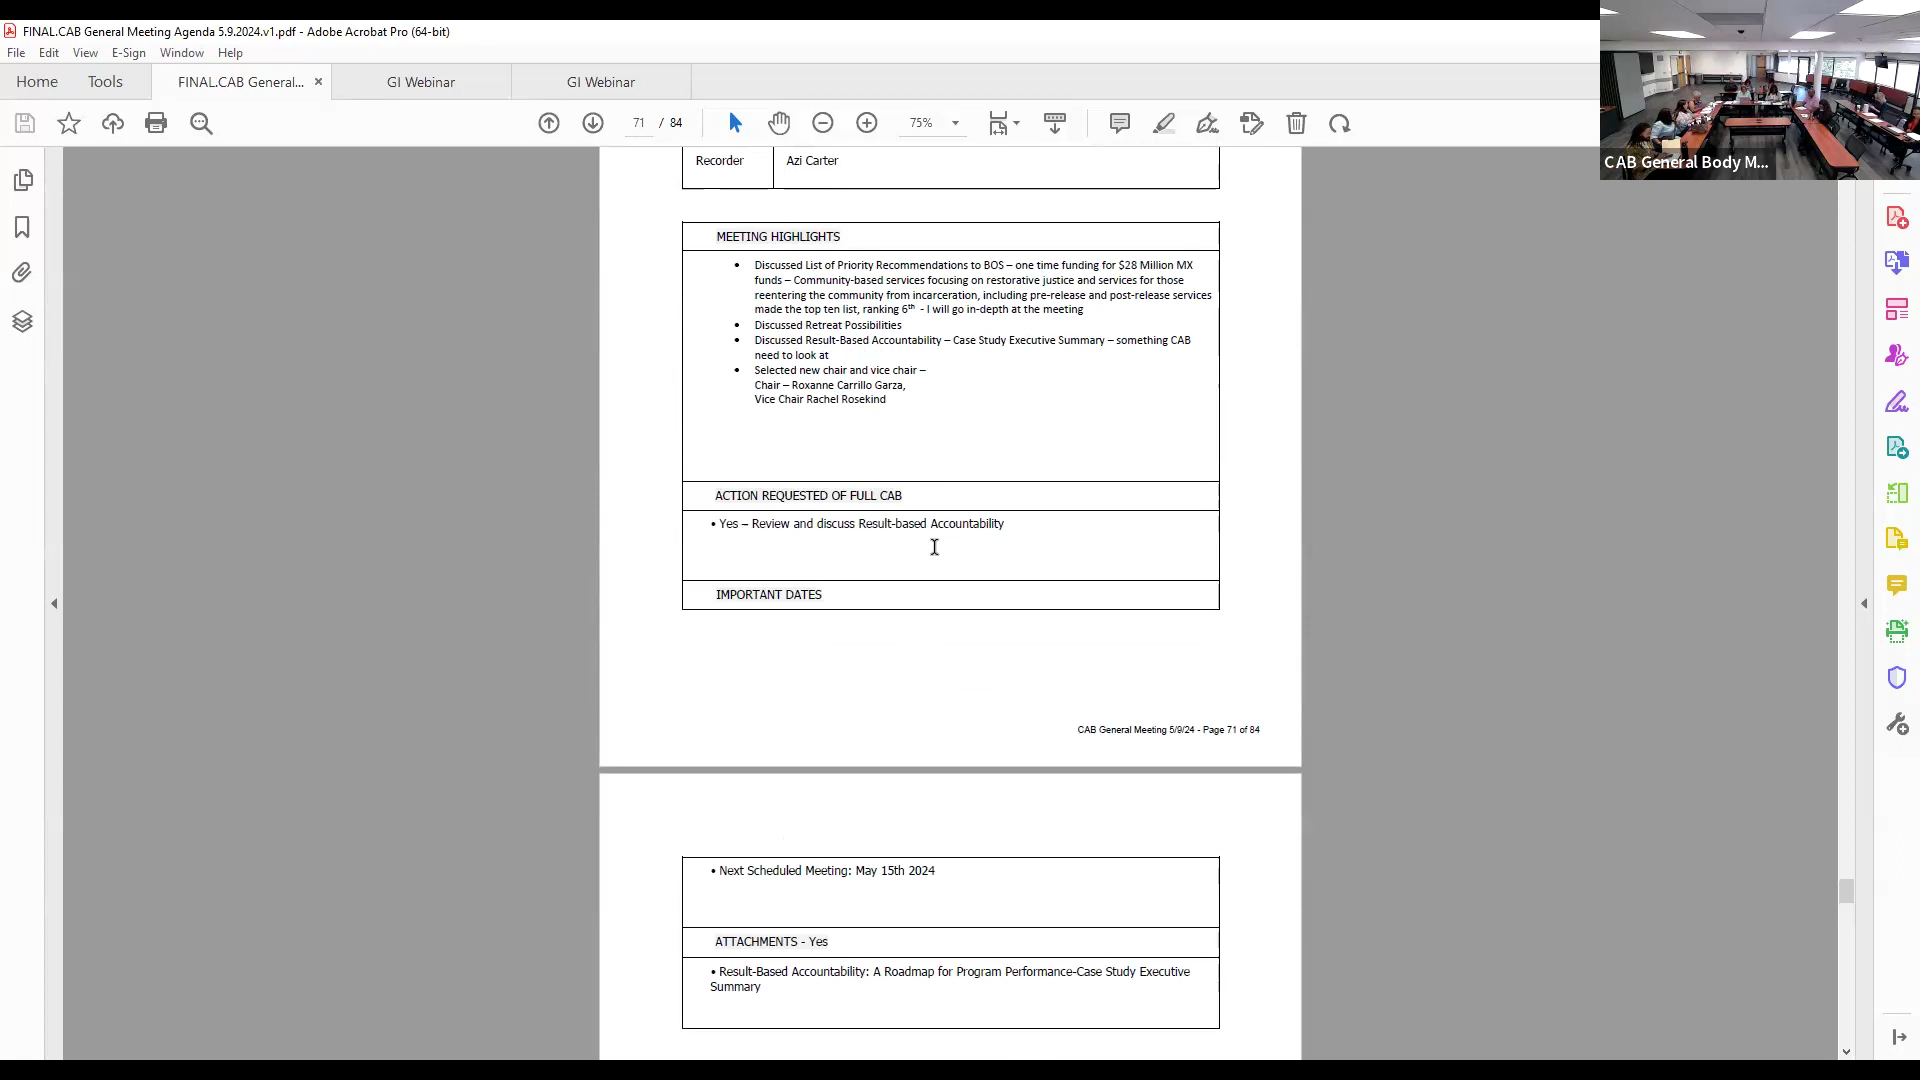 FINAL.CAB General Meeting Agenda 5.9.2024.v1.pdf - Adobe Acrobat Pro (64-bit)
File Edit View E-Sign Window Help
Home Tools FINAL.CAB General... × GI Webinar GI Webinar
71 / 84 75%
CAB General Body M...
Recorder Azi Carter
MEETING HIGHLIGHTS
• Discussed List of Priority Recommendations to BOS – one time funding for $28 Million MX
funds – Community-based services focusing on restorative justice and services for those
reentering the community from incarceration, including pre-release and post-release services
made the top ten list, ranking 6th - I will go in-depth at the meeting
• Discussed Retreat Possibilities
• Discussed Result-Based Accountability – Case Study Executive Summary – something CAB
need to look at
• Selected new chair and vice chair –
Chair – Roxanne Carrillo Garza,
Vice Chair Rachel Rosekind
ACTION REQUESTED OF FULL CAB
• Yes – Review and discuss Result-based Accountability
IMPORTANT DATES
CAB General Meeting 5/9/24 - Page 71 of 84
• Next Scheduled Meeting: May 15th 2024
ATTACHMENTS - Yes
• Result-Based Accountability: A Roadmap for Program Performance-Case Study Executive
Summary